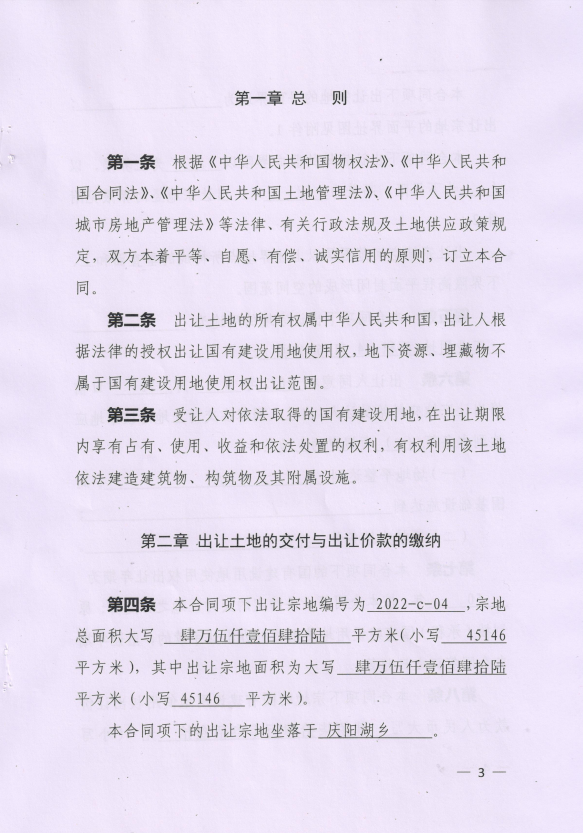 第一章 总 则
第一条 根据《中华人民共和国物权法》、《中华人民共和
国合同法》、《中华人民共和国土地管理法》、《中华人民共和国
城市房地产管理法》等法律、有关行政法规及土地供应政策规
定，双方本着平等、自愿、有偿、诚实信用的原则，订立本合
同。
第二条 出让土地的所有权属中华人民共和国，出让人根
据法律的授权出让国有建设用地使用权，地下资源、埋藏物不
属于国有建设用地使用权出让范围。
第三条 受让人对依法取得的国有建设用地，在出让期限
内享有占有、使用、收益和依法处置的权利，有权利用该土地
依法建造建筑物、构筑物及其附属设施。
第二章 出让土地的交付与出让价款的缴纳
第四条 本合同项下出让宗地编号为 2022-c-04 ，宗地
总面积大写 肆万伍仟壹佰肆拾陆 平方米（小写 45146
平方米），其中出让宗地面积为大写 肆万伍仟壹佰肆拾陆
平方米（小写 45146 平方米）。
本合同项下的出让宗地坐落于 庆阳湖乡 。
— 3 —